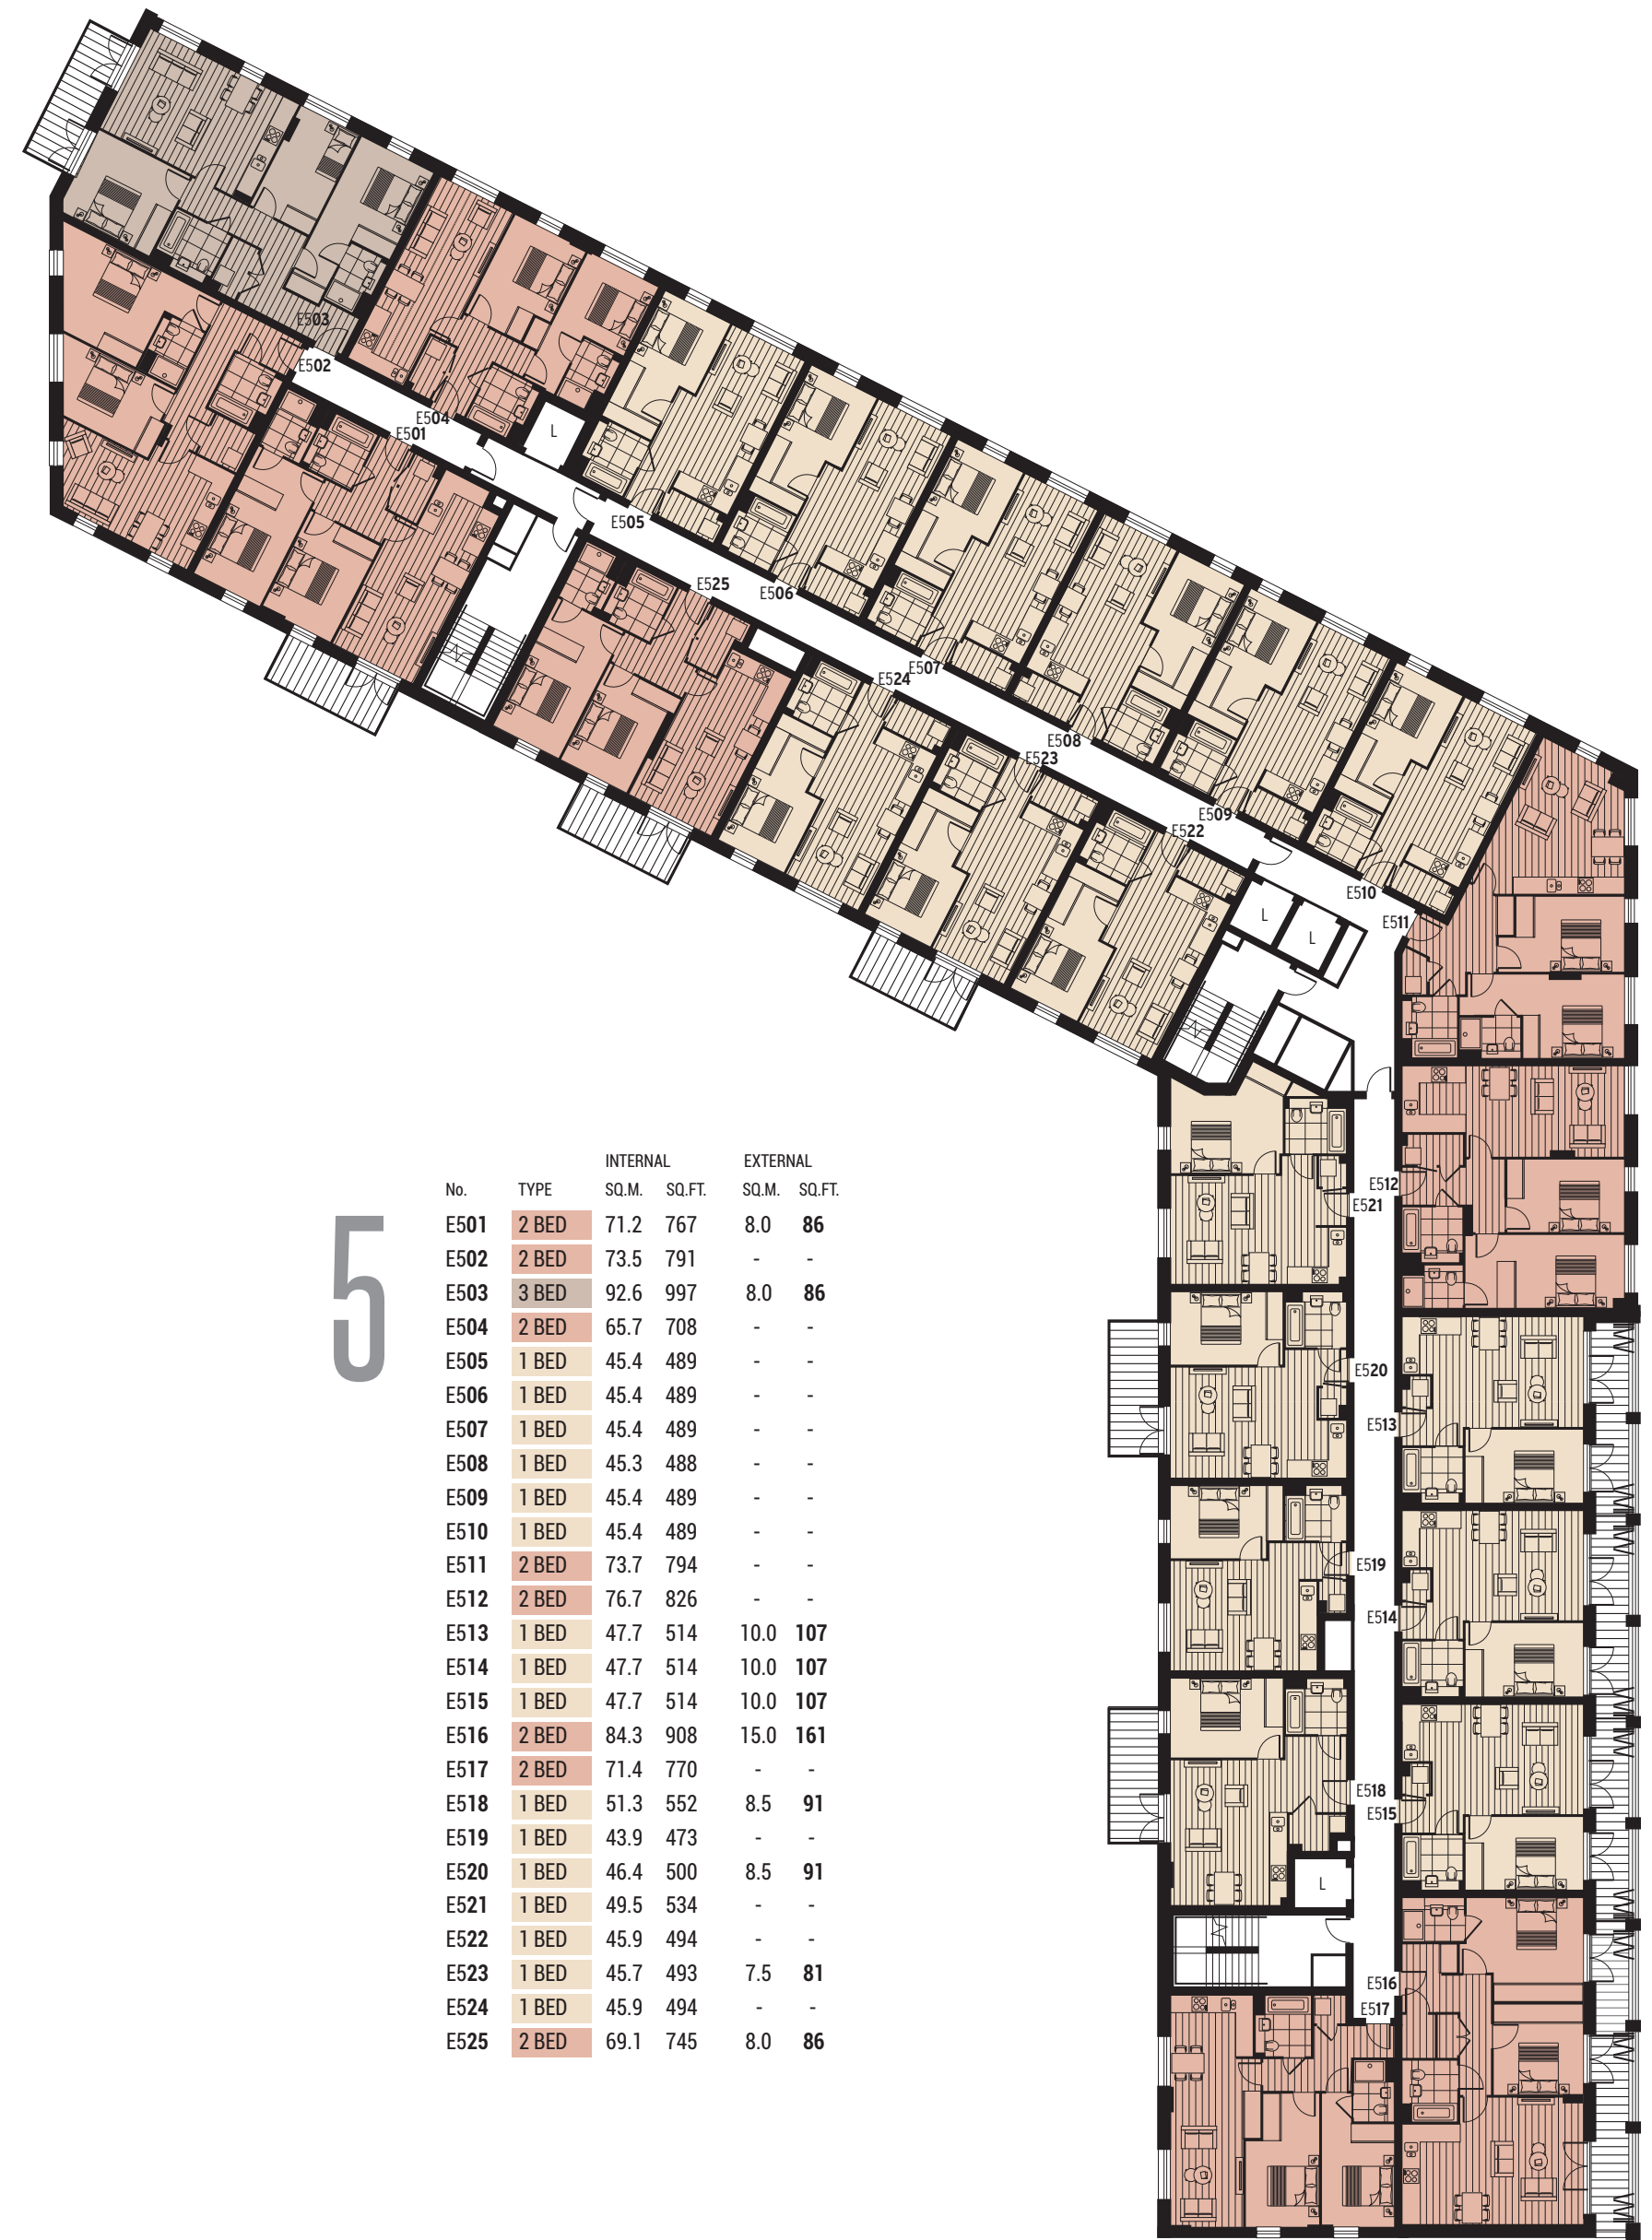 E503
E502
E504
E501
L
E505
E525
E506
E507
E524
E508
E523
E509
E522
E510
E511
L
L
E512
E521
E520
E513
E519
E514
E518
E515
L
E516
E517
5
INTERNAL EXTERNAL
No. TYPE SQ.M. SQ.FT. SQ.M. SQ.FT.
E501 2 BED 71.2 767 8.0 86
E502 2 BED 73.5 791 - -
E503 3 BED 92.6 997 8.0 86
E504 2 BED 65.7 708 - -
E505 1 BED 45.4 489 - -
E506 1 BED 45.4 489 - -
E507 1 BED 45.4 489 - -
E508 1 BED 45.3 488 - -
E509 1 BED 45.4 489 - -
E510 1 BED 45.4 489 - -
E511 2 BED 73.7 794 - -
E512 2 BED 76.7 826 - -
E513 1 BED 47.7 514 10.0 107
E514 1 BED 47.7 514 10.0 107
E515 1 BED 47.7 514 10.0 107
E516 2 BED 84.3 908 15.0 161
E517 2 BED 71.4 770 - -
E518 1 BED 51.3 552 8.5 91
E519 1 BED 43.9 473 - -
E520 1 BED 46.4 500 8.5 91
E521 1 BED 49.5 534 - -
E522 1 BED 45.9 494 - -
E523 1 BED 45.7 493 7.5 81
E524 1 BED 45.9 494 - -
E525 2 BED 69.1 745 8.0 86